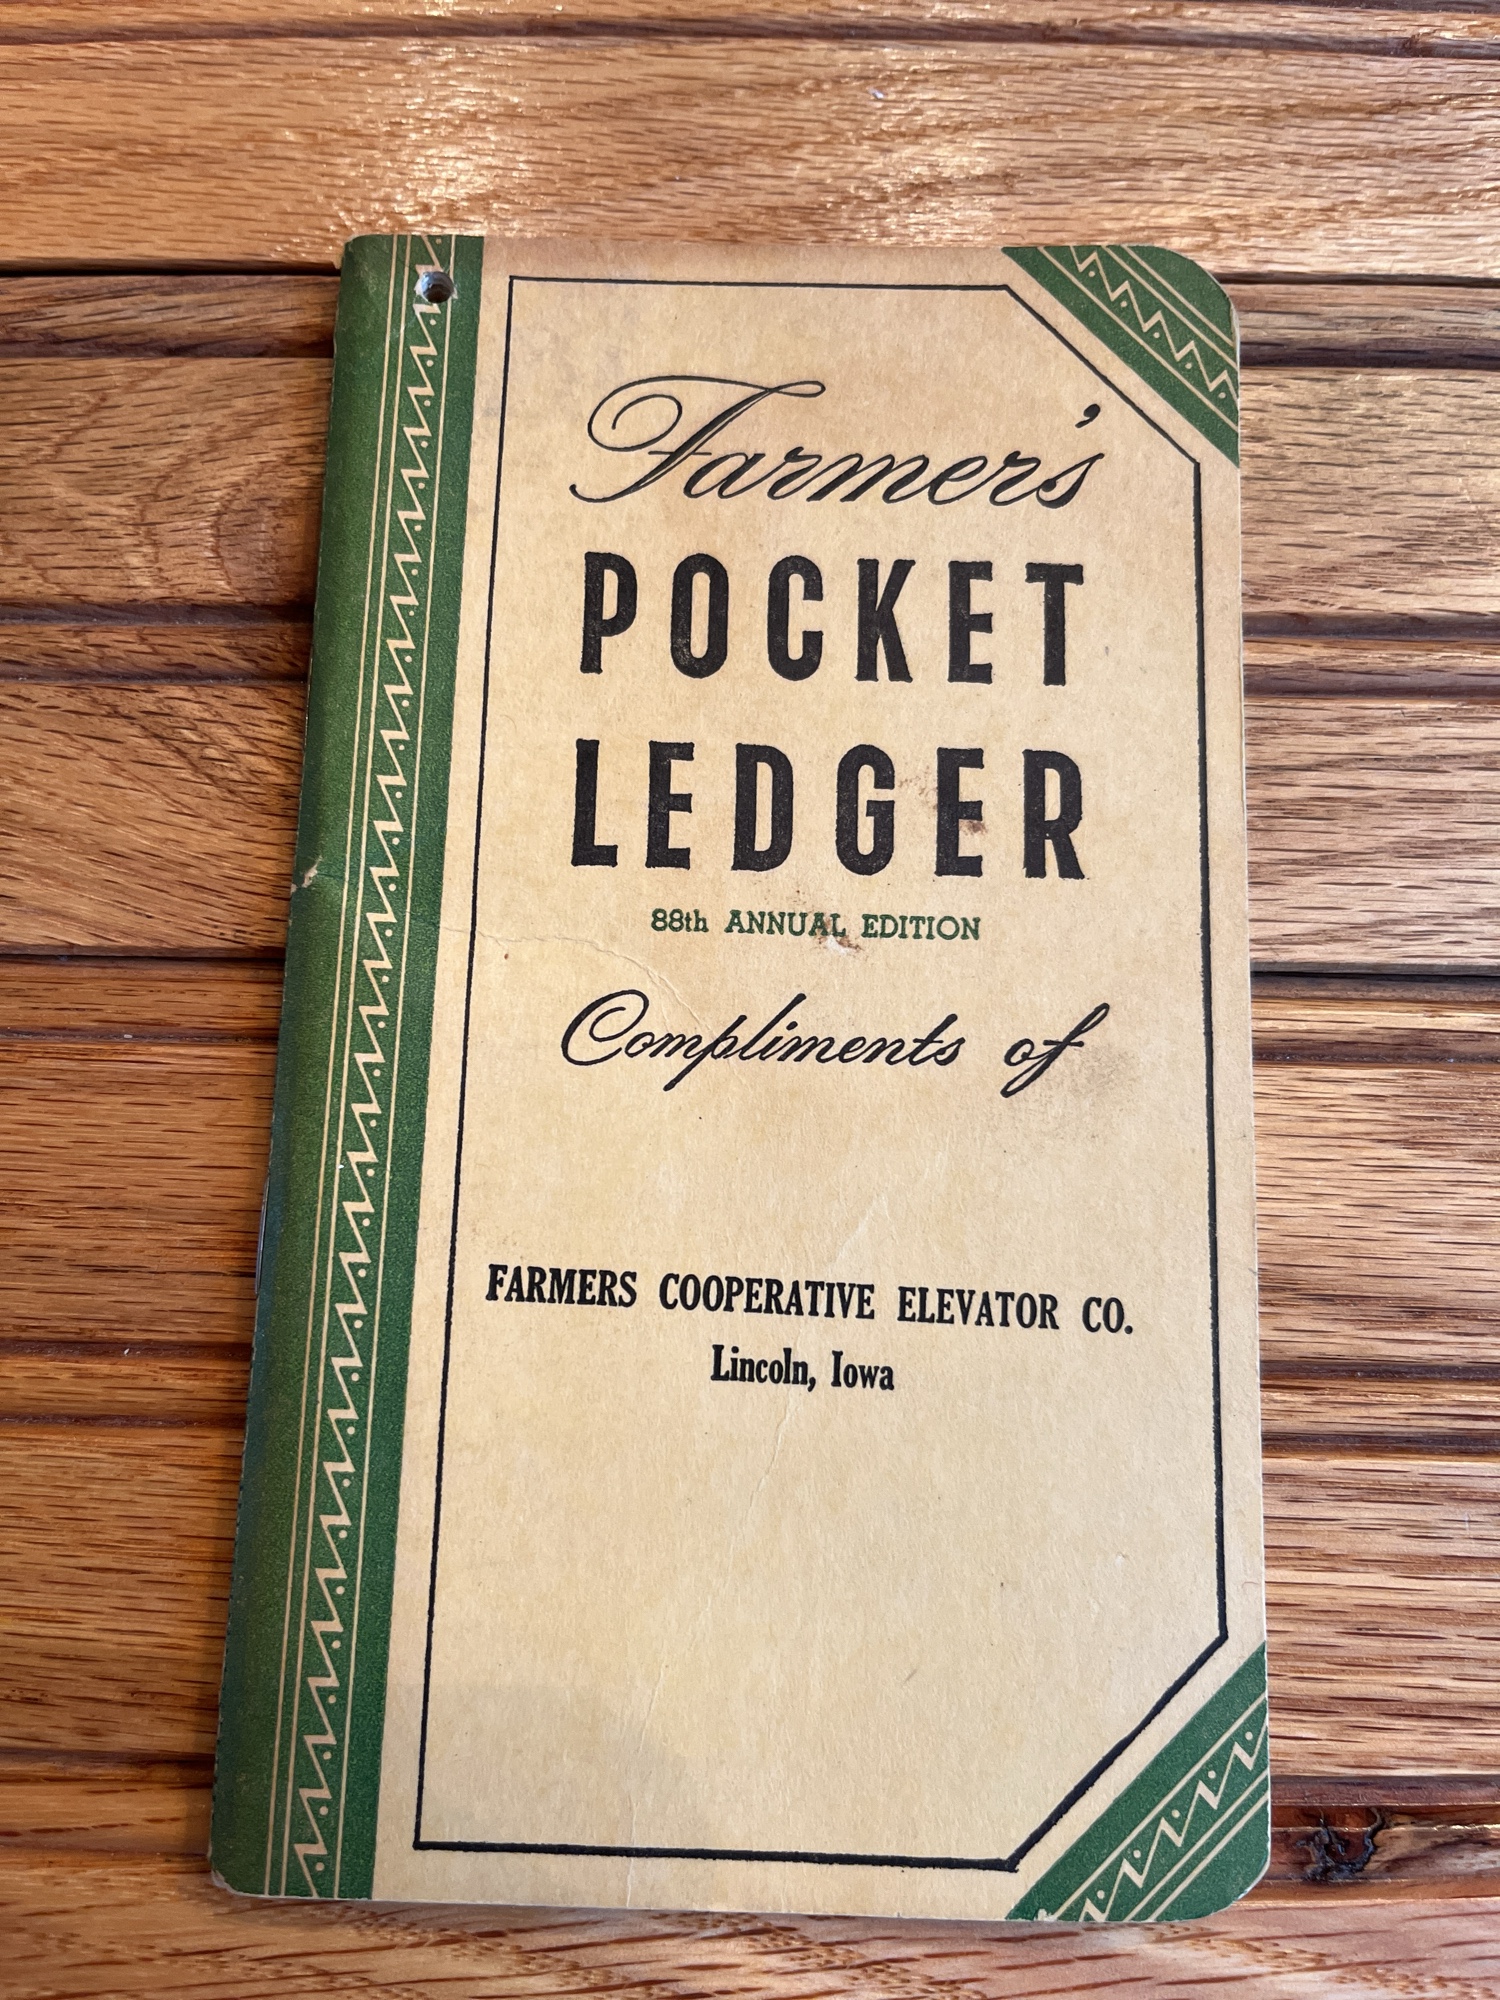 Farmer's
POCKET
LEDGER
88th ANNUAL EDITION
Compliments of
FARMERS COOPERATIVE ELEVATOR CO.
Lincoln, Iowa